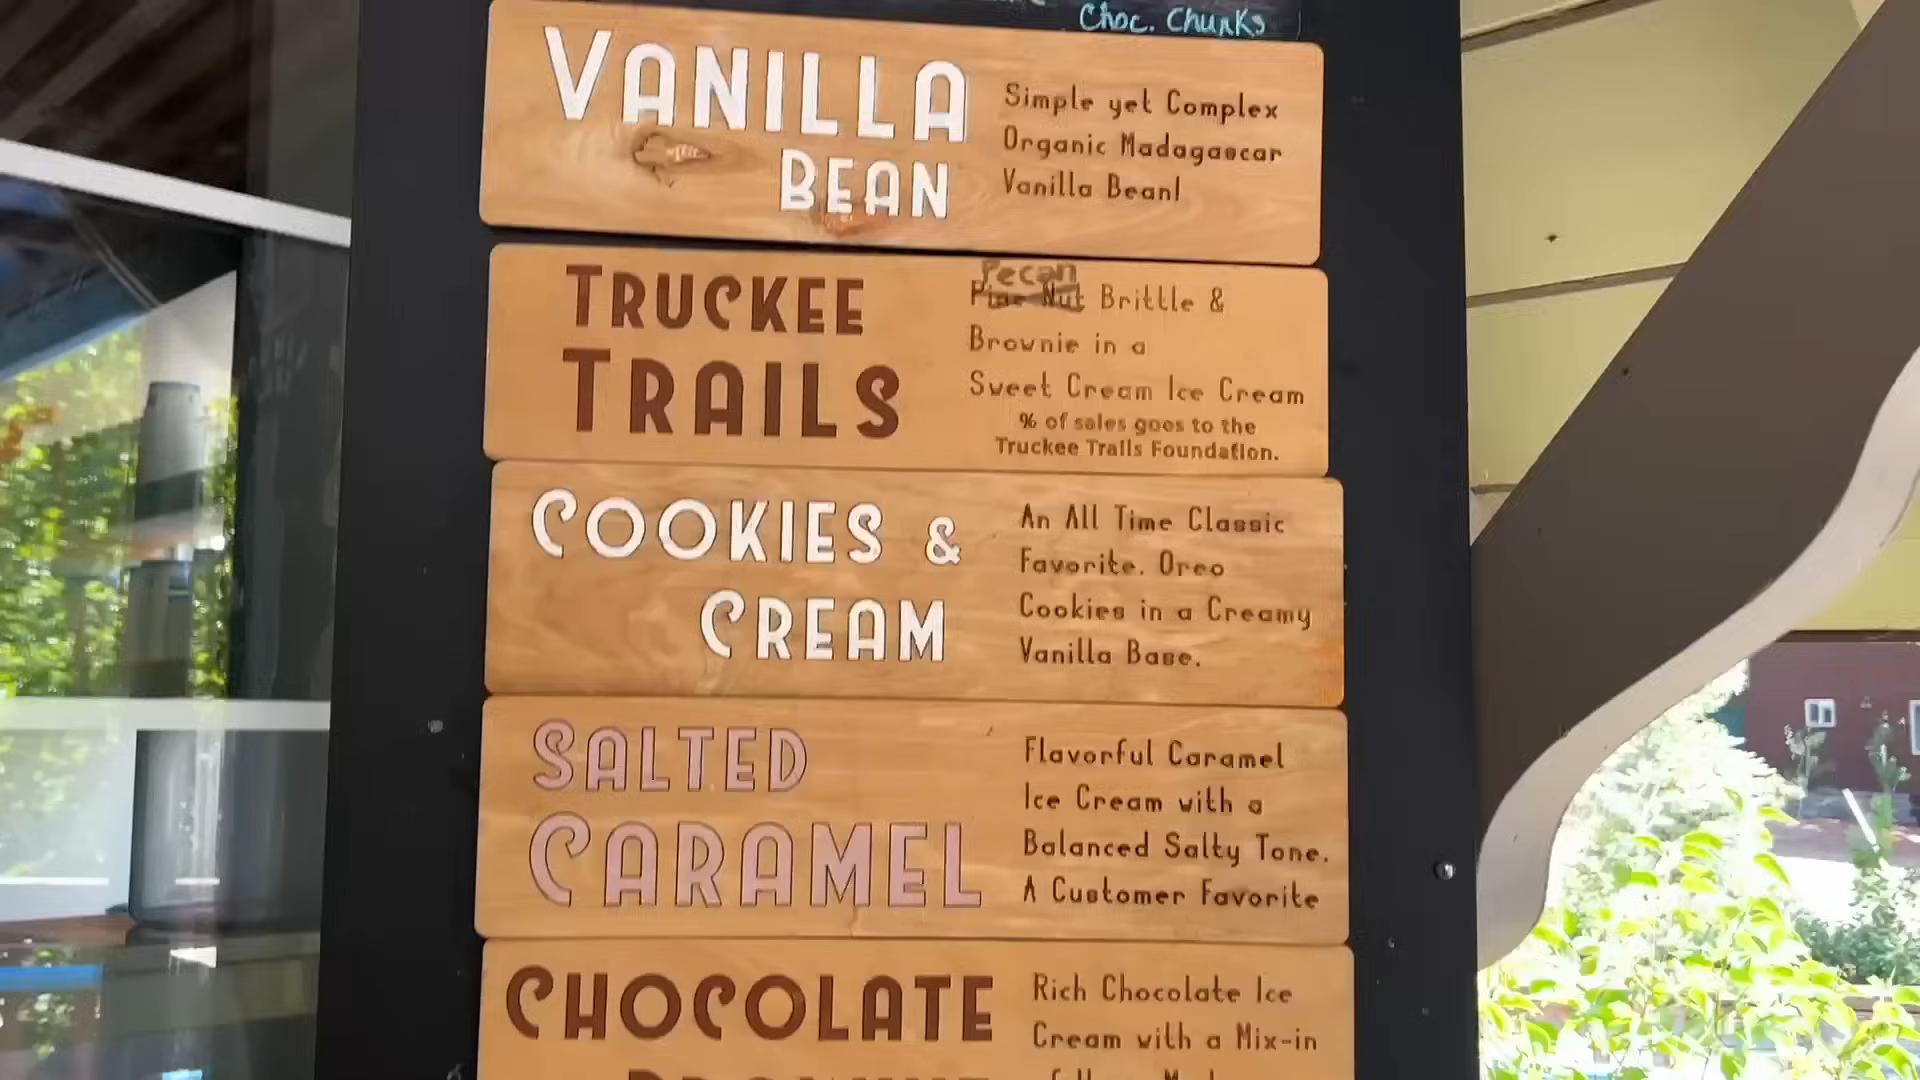 Choc. Chunks
VANILLA
BEAN
Simple yet Complex
Organic Madagascar
Vanilla Bean!
TRUCKEE
TRAILS
Pecan
Pine Nut Brittle &
Brownie in a
Sweet Cream Ice Cream
% of sales goes to the
Truckee Trails Foundation.
COOKIES &
CREAM
An All Time Classic
Favorite. Oreo
Cookies in a Creamy
Vanilla Base.
SALTED
CARAMEL
Flavorful Caramel
Ice Cream with a
Balanced Salty Tone.
A Customer Favorite
CHOCOLATE
Rich Chocolate Ice
Cream with a Mix-in